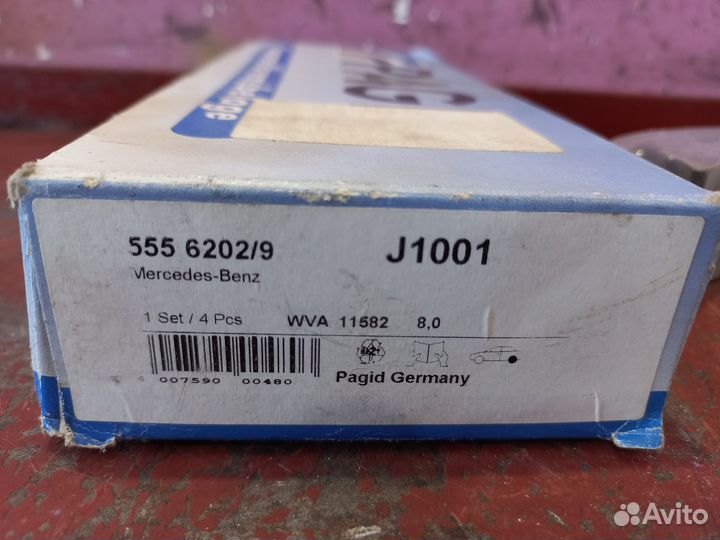 555 6202/9 J1001
Mercedes-Benz
1 Set / 4 Pcs WVA 11582 8,0
4 007590 00480
Pagid Germany
Avito